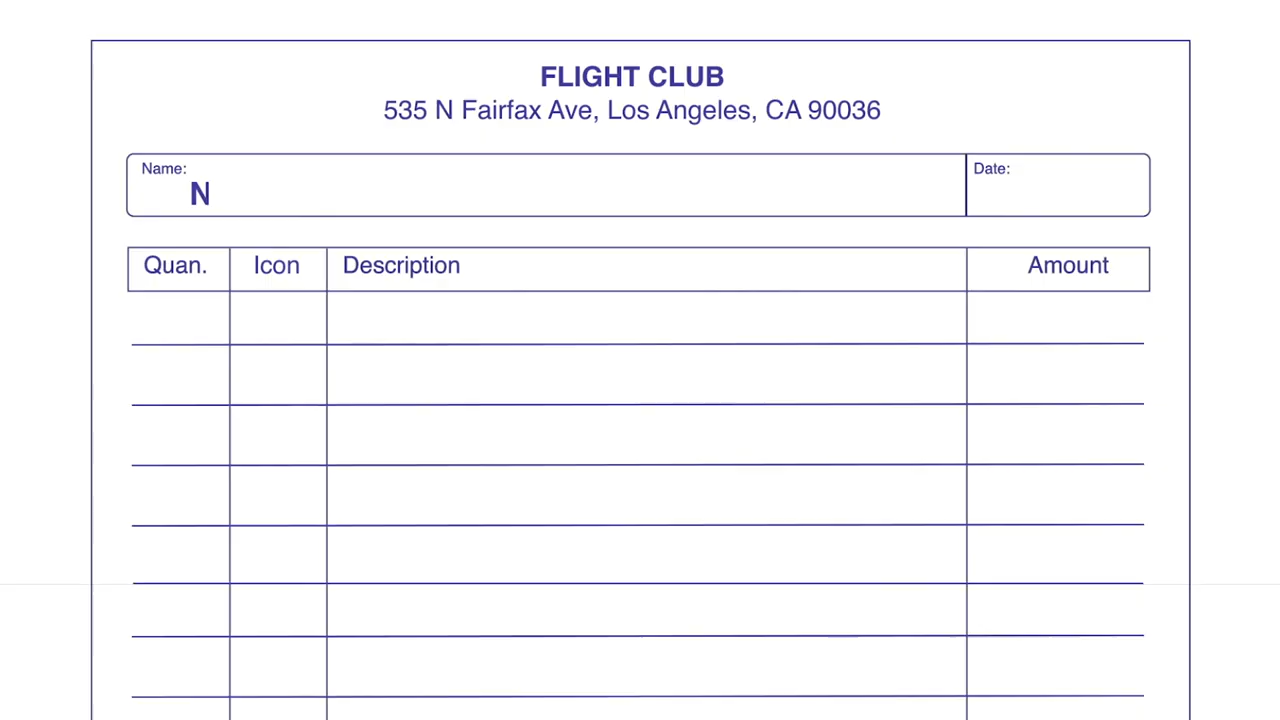 FLIGHT CLUB
535 N Fairfax Ave, Los Angeles, CA 90036
Name: Date:
N
Quan. Icon Description Amount